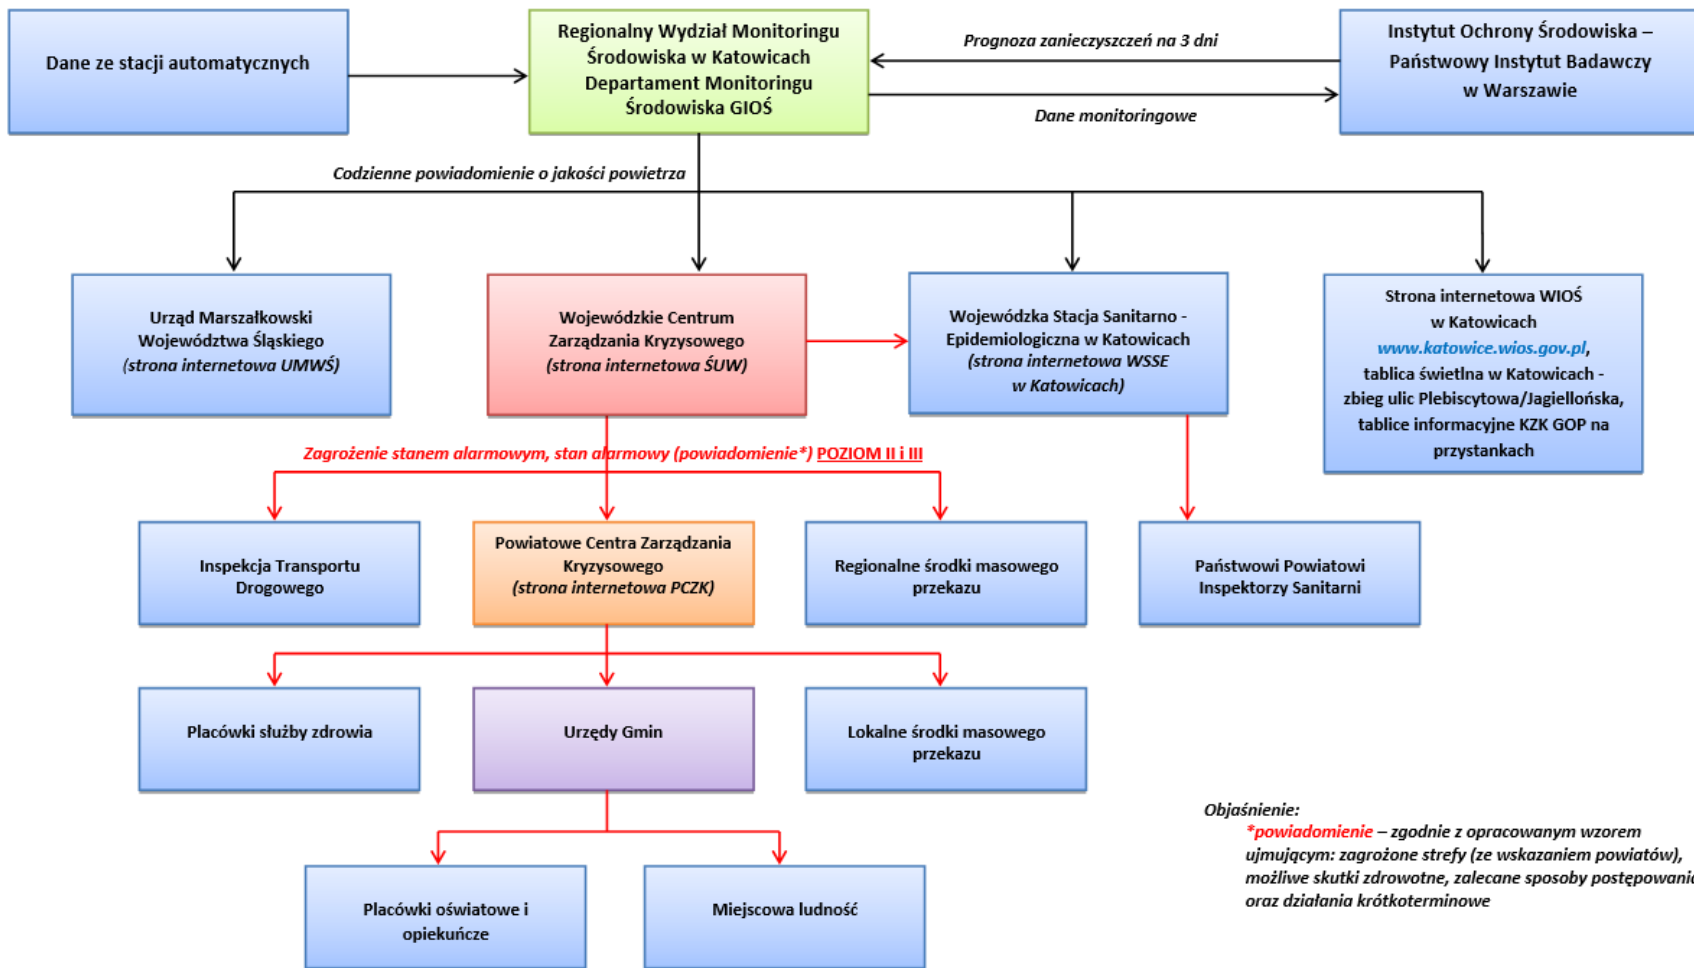 Dane ze stacji automatycznych
Regionalny Wydział Monitoringu
Środowiska w Katowicach
Departament Monitoringu
Środowiska GIOŚ
Prognoza zanieczyszczeń na 3 dni
Dane monitoringowe
Instytut Ochrony Środowiska –
Państwowy Instytut Badawczy
w Warszawie
Codzienne powiadomienie o jakości powietrza
Urząd Marszałkowski
Województwa Śląskiego
(strona internetowa UMWŚ)
Wojewódzkie Centrum
Zarządzania Kryzysowego
(strona internetowa ŚUW)
Wojewódzka Stacja Sanitarno -
Epidemiologiczna w Katowicach
(strona internetowa WSSE
w Katowicach)
Strona internetowa WIOŚ
w Katowicach
www.katowice.wios.gov.pl,
tablica świetlna w Katowicach -
zbieg ulic Plebiscytowa/Jagiellońska,
tablice informacyjne KZK GOP na
przystankach
Zagrożenie stanem alarmowym, stan alarmowy (powiadomienie*) POZIOM II i III
Inspekcja Transportu
Drogowego
Powiatowe Centra Zarządzania
Kryzysowego
(strona internetowa PCZK)
Regionalne środki masowego
przekazu
Państwowi Powiatowi
Inspektorzy Sanitarni
Placówki służby zdrowia
Urzędy Gmin
Lokalne środki masowego
przekazu
Placówki oświatowe i
opiekuńcze
Miejscowa ludność
Objaśnienie:
*powiadomienie – zgodnie z opracowanym wzorem
ujmującym: zagrożone strefy (ze wskazaniem powiatów),
możliwe skutki zdrowotne, zalecane sposoby postępowania
oraz działania krótkoterminowe